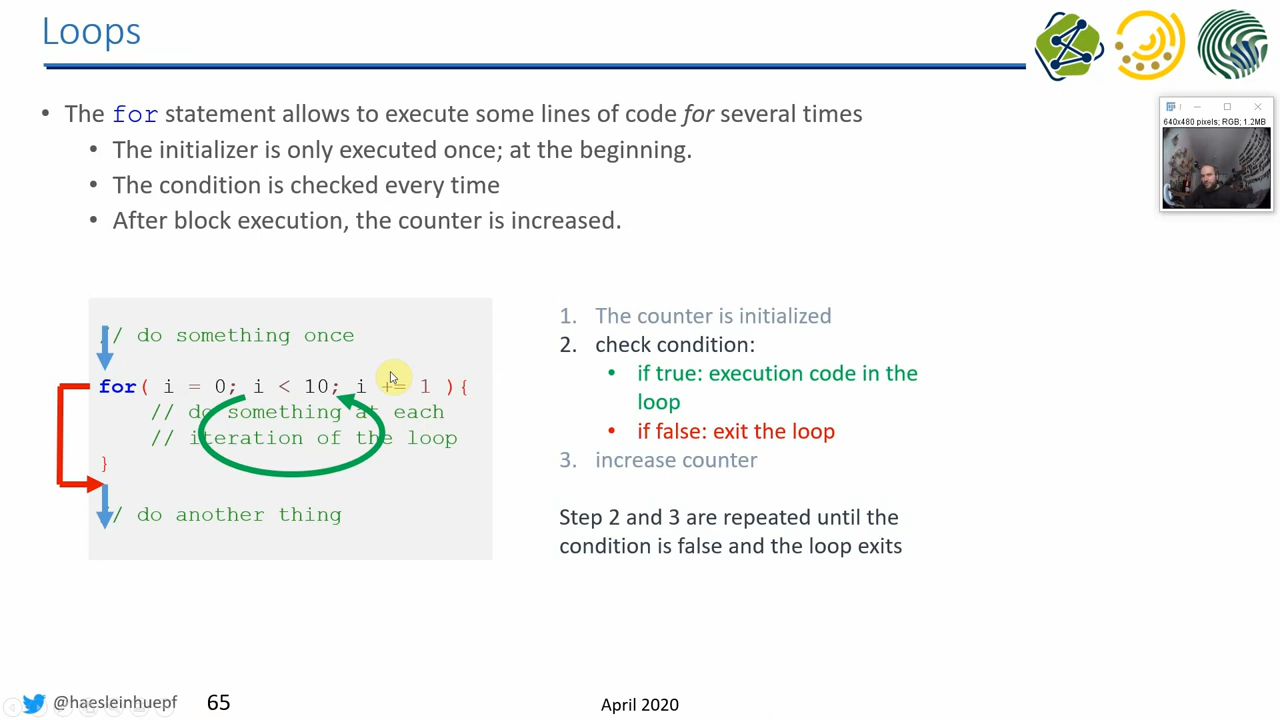 Loops
• The for statement allows to execute some lines of code for several times
• The initializer is only executed once; at the beginning.
• The condition is checked every time
• After block execution, the counter is increased.
640x480 pixels; RGB; 1.2MB
// do something once
for( i = 0; i < 10; i += 1 ){
// do something at each
// iteration of the loop
}
// do another thing
1. The counter is initialized
2. check condition:
• if true: execution code in the
loop
• if false: exit the loop
3. increase counter
Step 2 and 3 are repeated until the
condition is false and the loop exits
@haesleinhuepf
65
April 2020